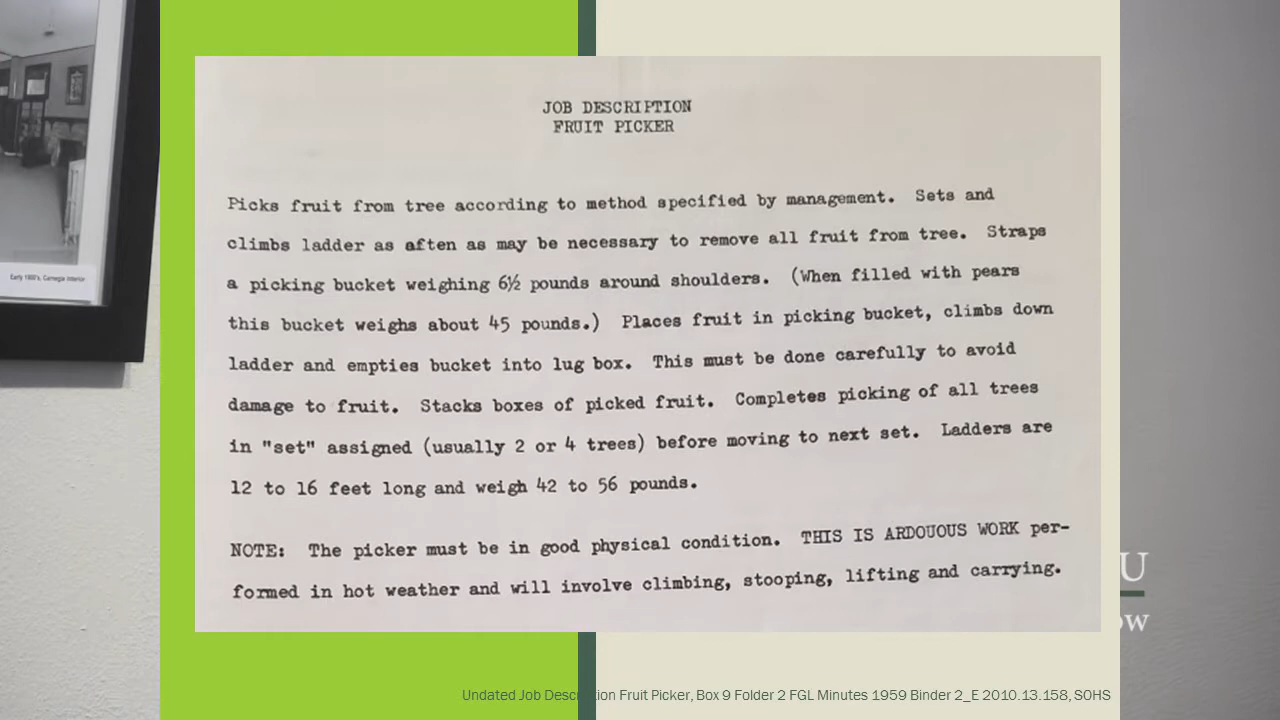 JOB DESCRIPTION
FRUIT PICKER
Picks fruit from tree according to method specified by management. Sets and
climbs ladder as aften as may be necessary to remove all fruit from tree. Straps
a picking bucket weighing 6½ pounds around shoulders. (When filled with pears
this bucket weighs about 45 pounds.) Places fruit in picking bucket, climbs down
ladder and empties bucket into lug box. This must be done carefully to avoid
damage to fruit. Stacks boxes of picked fruit. Completes picking of all trees
in "set" assigned (usually 2 or 4 trees) before moving to next set. Ladders are
12 to 16 feet long and weigh 42 to 56 pounds.
NOTE: The picker must be in good physical condition. THIS IS ARDOUOUS WORK per-
formed in hot weather and will involve climbing, stooping, lifting and carrying.
Early 1900's, Carnegie Interior
U
ow
Undated Job Description Fruit Picker, Box 9 Folder 2 FGL Minutes 1959 Binder 2_E 2010.13.158, SOHS